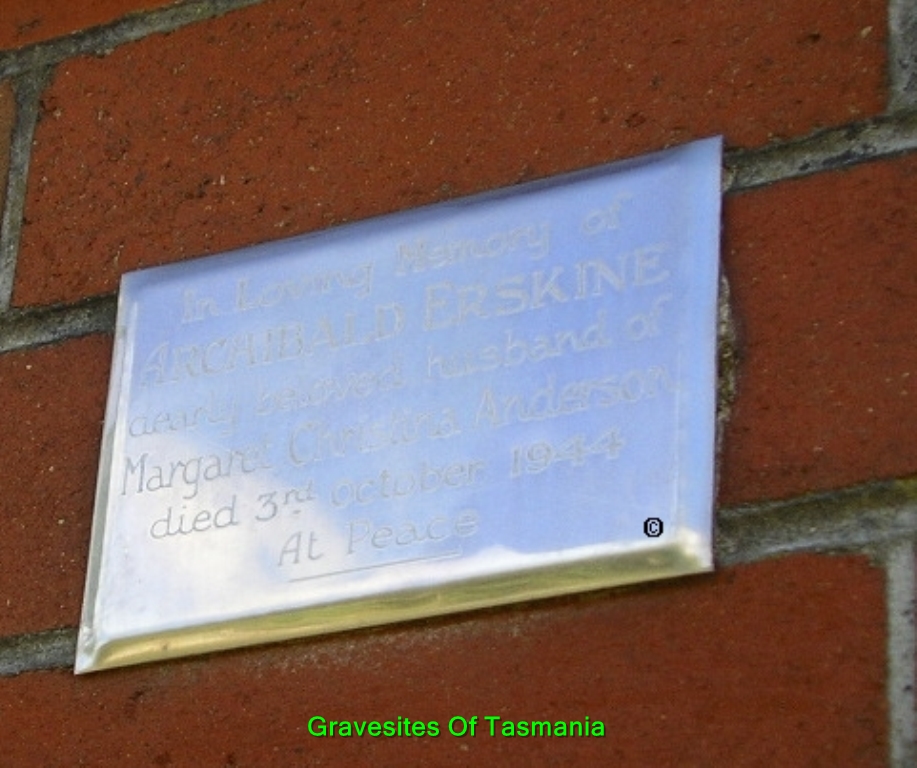 In Loving Memory of
ARCHIBALD ERSKINE
dearly beloved husband of
Margaret Christina Anderson
died 3rd october 1944
At Peace
©
Gravesites Of Tasmania